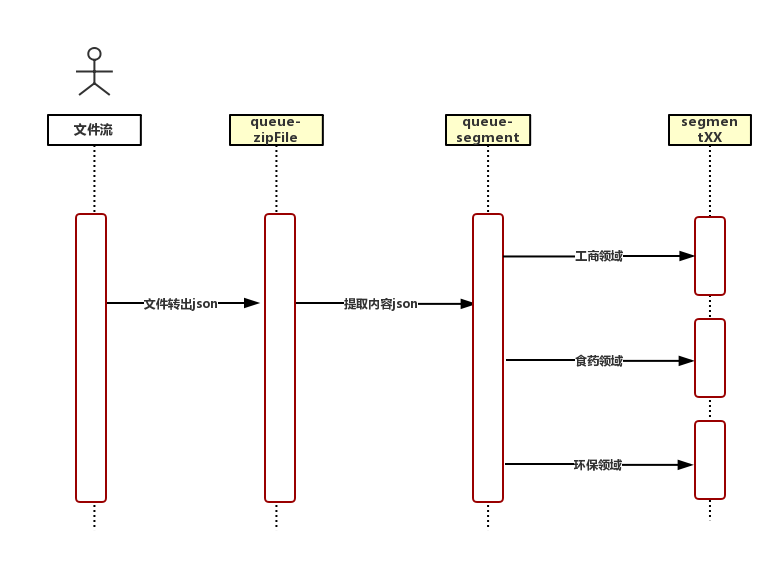 文件流
queue-
zipFile
queue-
segment
segmen
tXX
工商领域
文件转出json
提取内容json
食药领域
环保领域